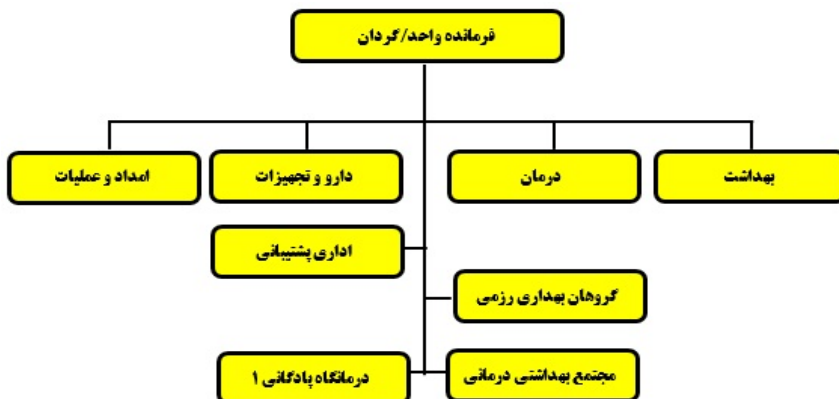 فرمانده واحد/گردان
بهداشت
درمان
دارو و تجهیزات
امداد و عملیات
اداری پشتیبانی
گروهان بهداری رزمی
مجتمع بهداشتی درمانی
درمانگاه پادگانی ۱